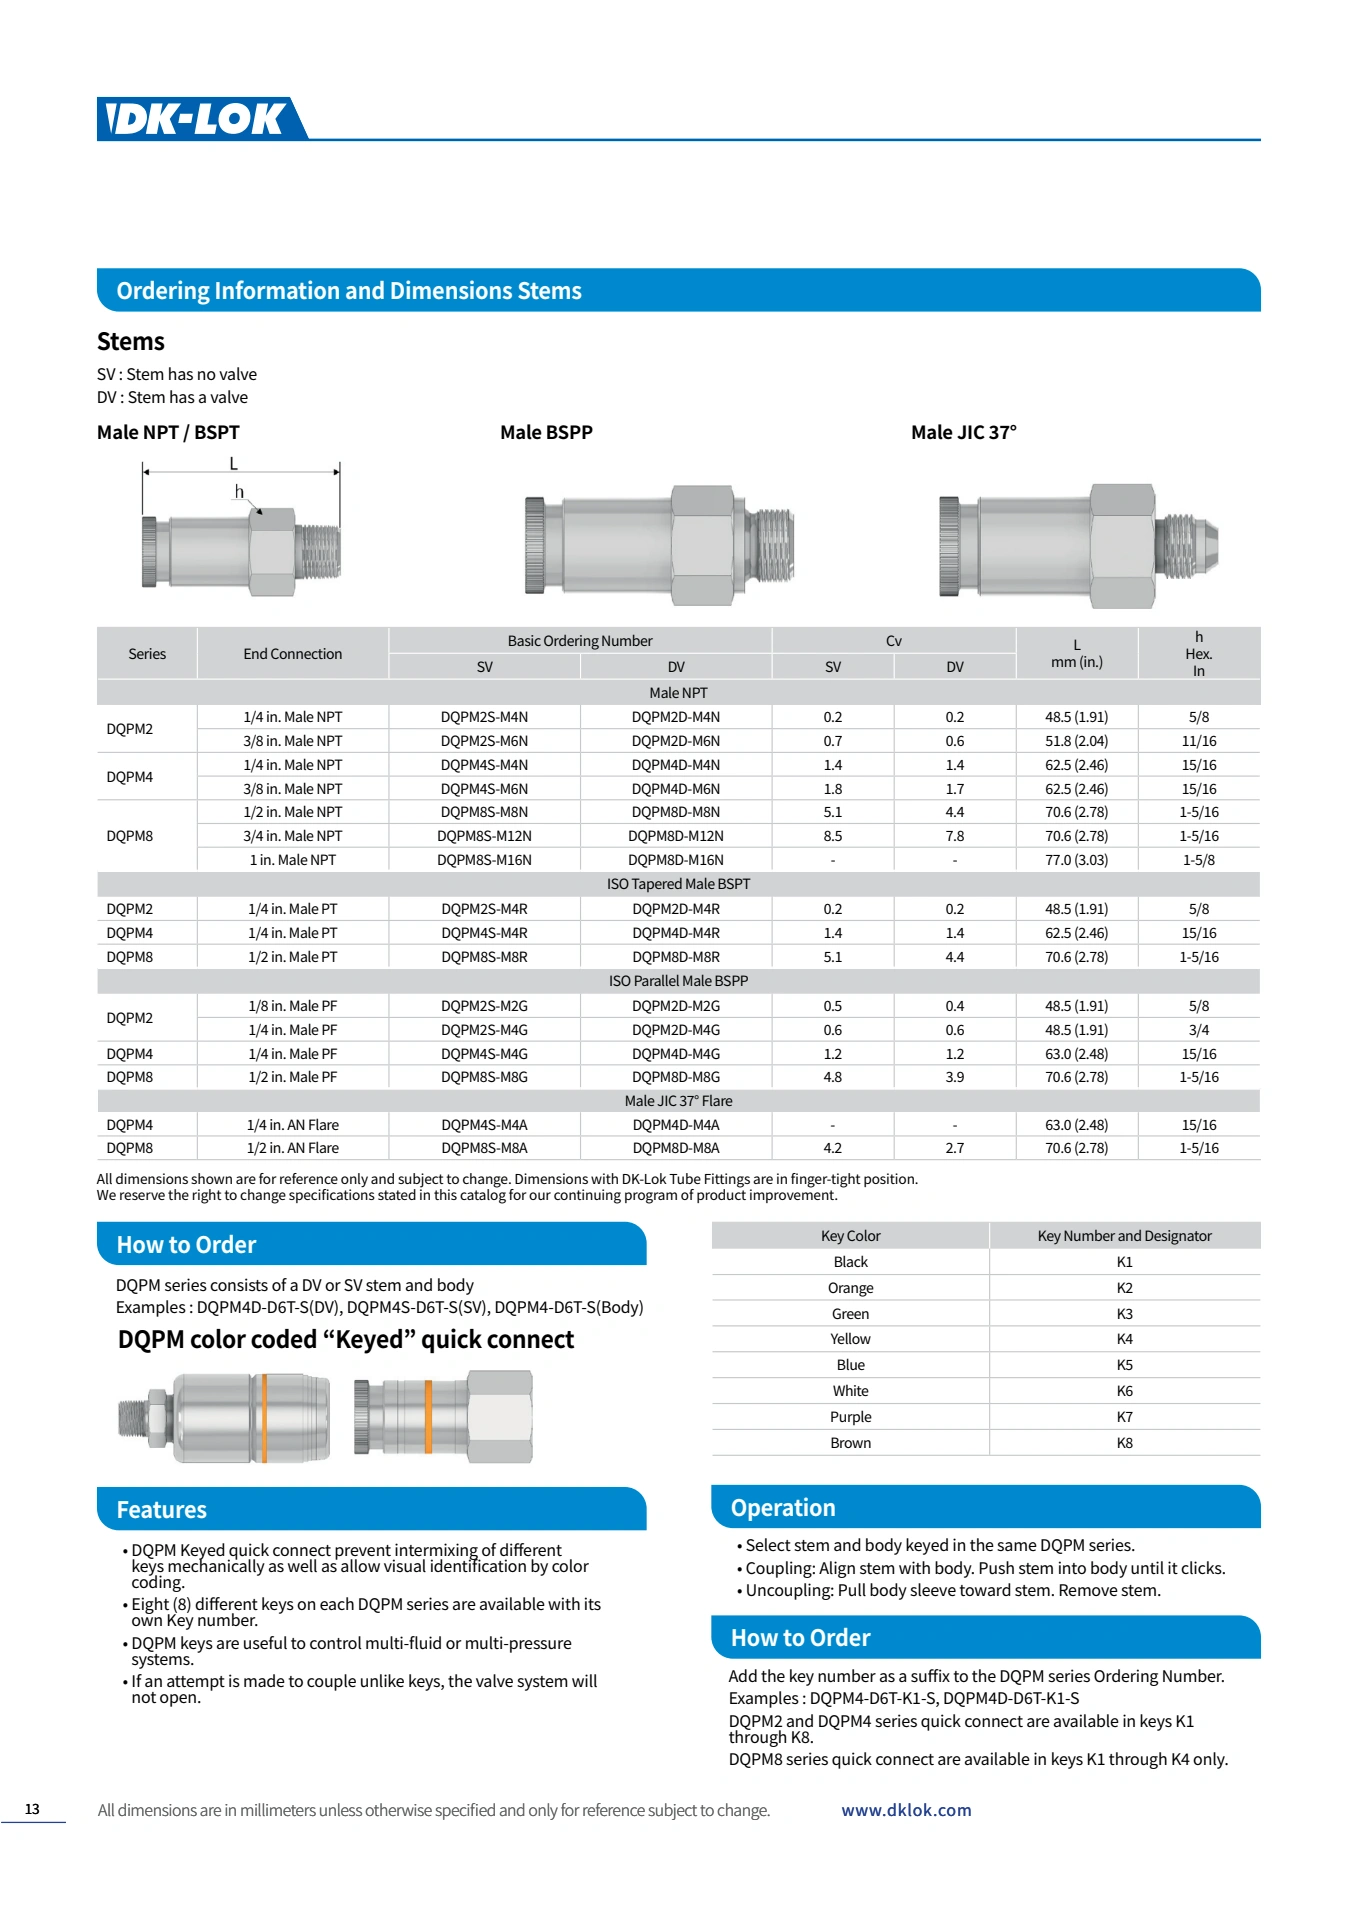 DK-LOK
Ordering Information and Dimensions Stems
Stems
SV : Stem has no valve
DV : Stem has a valve
Male NPT / BSPT
Male BSPP
Male JIC 37°
L
h
Series End Connection Basic Ordering Number Cv L mm (in.) h Hex. In
SV DV SV DV
Male NPT
DQPM2 1/4 in. Male NPT DQPM2S-M4N DQPM2D-M4N 0.2 0.2 48.5 (1.91) 5/8
3/8 in. Male NPT DQPM2S-M6N DQPM2D-M6N 0.7 0.6 51.8 (2.04) 11/16
DQPM4 1/4 in. Male NPT DQPM4S-M4N DQPM4D-M4N 1.4 1.4 62.5 (2.46) 15/16
3/8 in. Male NPT DQPM4S-M6N DQPM4D-M6N 1.8 1.7 62.5 (2.46) 15/16
DQPM8 1/2 in. Male NPT DQPM8S-M8N DQPM8D-M8N 5.1 4.4 70.6 (2.78) 1-5/16
3/4 in. Male NPT DQPM8S-M12N DQPM8D-M12N 8.5 7.8 70.6 (2.78) 1-5/16
1 in. Male NPT DQPM8S-M16N DQPM8D-M16N - - 77.0 (3.03) 1-5/8
ISO Tapered Male BSPT
DQPM2 1/4 in. Male PT DQPM2S-M4R DQPM2D-M4R 0.2 0.2 48.5 (1.91) 5/8
DQPM4 1/4 in. Male PT DQPM4S-M4R DQPM4D-M4R 1.4 1.4 62.5 (2.46) 15/16
DQPM8 1/2 in. Male PT DQPM8S-M8R DQPM8D-M8R 5.1 4.4 70.6 (2.78) 1-5/16
ISO Parallel Male BSPP
DQPM2 1/8 in. Male PF DQPM2S-M2G DQPM2D-M2G 0.5 0.4 48.5 (1.91) 5/8
1/4 in. Male PF DQPM2S-M4G DQPM2D-M4G 0.6 0.6 48.5 (1.91) 3/4
DQPM4 1/4 in. Male PF DQPM4S-M4G DQPM4D-M4G 1.2 1.2 63.0 (2.48) 15/16
DQPM8 1/2 in. Male PF DQPM8S-M8G DQPM8D-M8G 4.8 3.9 70.6 (2.78) 1-5/16
Male JIC 37° Flare
DQPM4 1/4 in. AN Flare DQPM4S-M4A DQPM4D-M4A - - 63.0 (2.48) 15/16
DQPM8 1/2 in. AN Flare DQPM8S-M8A DQPM8D-M8A 4.2 2.7 70.6 (2.78) 1-5/16
All dimensions shown are for reference only and subject to change. Dimensions with DK-Lok Tube Fittings are in finger-tight position.
We reserve the right to change specifications stated in this catalog for our continuing program of product improvement.
How to Order
DQPM series consists of a DV or SV stem and body
Examples : DQPM4D-D6T-S(DV), DQPM4S-D6T-S(SV), DQPM4-D6T-S(Body)
DQPM color coded “Keyed” quick connect
Key Color Key Number and Designator
Black K1
Orange K2
Green K3
Yellow K4
Blue K5
White K6
Purple K7
Brown K8
Features
• DQPM Keyed quick connect prevent intermixing of different
keys mechanically as well as allow visual identification by color
coding.
• Eight (8) different keys on each DQPM series are available with its
own Key number.
• DQPM keys are useful to control multi-fluid or multi-pressure
systems.
• If an attempt is made to couple unlike keys, the valve system will
not open.
Operation
• Select stem and body keyed in the same DQPM series.
• Coupling: Align stem with body. Push stem into body until it clicks.
• Uncoupling: Pull body sleeve toward stem. Remove stem.
How to Order
Add the key number as a suffix to the DQPM series Ordering Number.
Examples : DQPM4-D6T-K1-S, DQPM4D-D6T-K1-S
DQPM2 and DQPM4 series quick connect are available in keys K1
through K8.
DQPM8 series quick connect are available in keys K1 through K4 only.
13
All dimensions are in millimeters unless otherwise specified and only for reference subject to change.
www.dklok.com